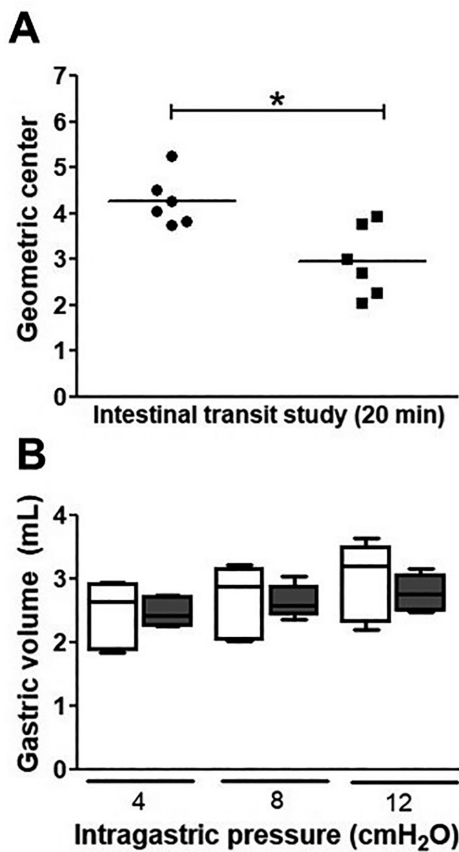 A
7
6
5
4
3
2
1
0
Geometric center
*
Intestinal transit study (20 min)
B
4
3
2
1
0
Gastric volume (mL)
4 8 12
Intragastric pressure (cmH₂O)